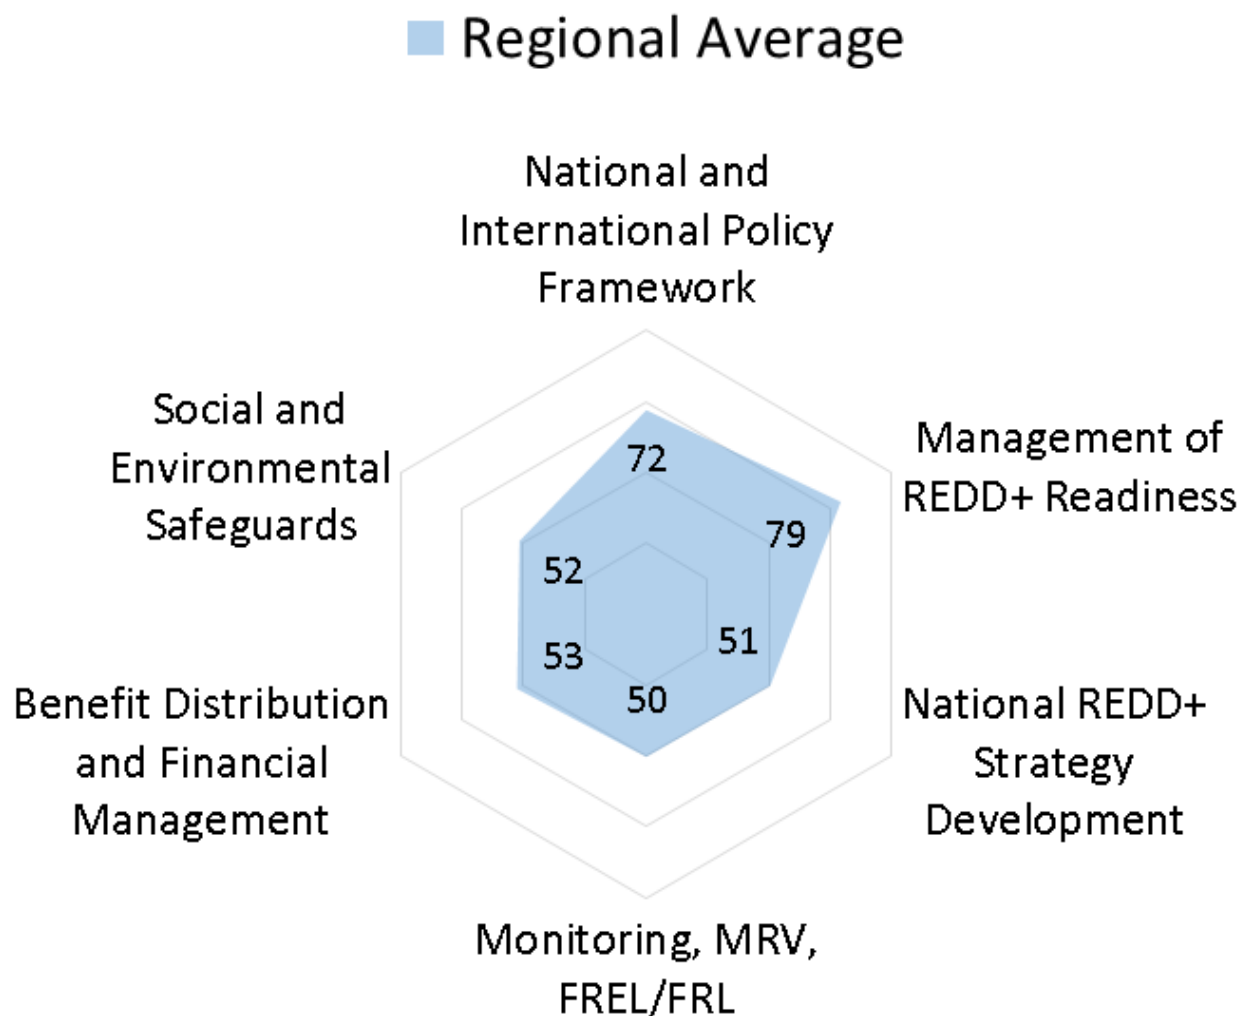 Regional Average
National and
International Policy
Framework
Management of
REDD+ Readiness
National REDD+
Strategy
Development
Monitoring, MRV,
FREL/FRL
Benefit Distribution
and Financial
Management
Social and
Environmental
Safeguards
72
79
51
50
53
52